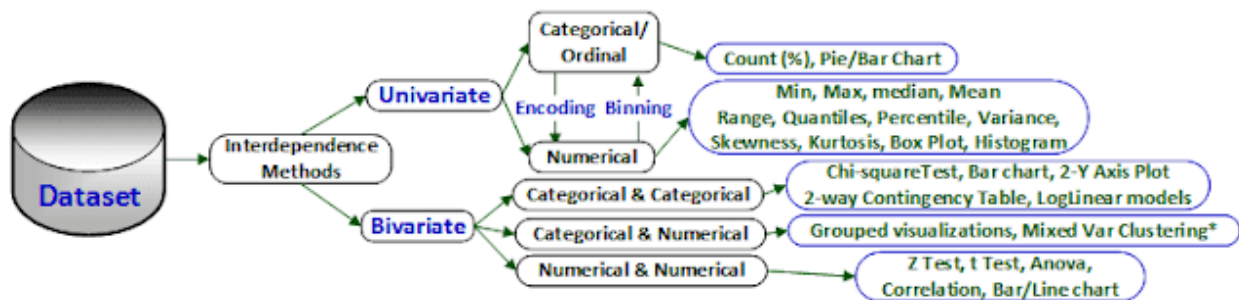 Dataset
Interdependence
Methods
Univariate
Bivariate
Categorical/
Ordinal
Encoding Binning
Numerical
Count (%), Pie/Bar Chart
Min, Max, median, Mean
Range, Quantiles, Percentile, Variance,
Skewness, Kurtosis, Box Plot, Histogram
Categorical & Categorical
Chi-squareTest, Bar chart, 2-Y Axis Plot
2-way Contingency Table, LogLinear models
Categorical & Numerical
Grouped visualizations, Mixed Var Clustering*
Numerical & Numerical
Z Test, t Test, Anova,
Correlation, Bar/Line chart